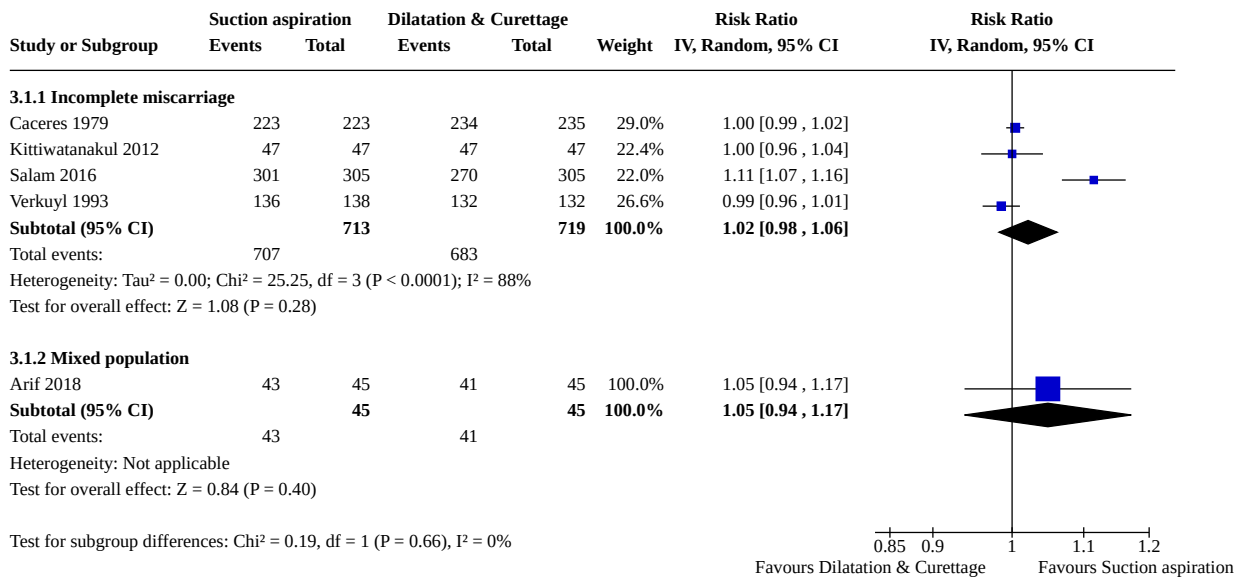 Suction aspiration Dilatation & Curettage Risk Ratio Risk Ratio
Study or Subgroup Events Total Events Total Weight IV, Random, 95% CI IV, Random, 95% CI
3.1.1 Incomplete miscarriage
Caceres 1979 223 223 234 235 29.0% 1.00 [0.99 , 1.02]
Kittiwatanakul 2012 47 47 47 47 22.4% 1.00 [0.96 , 1.04]
Salam 2016 301 305 270 305 22.0% 1.11 [1.07 , 1.16]
Verkuyl 1993 136 138 132 132 26.6% 0.99 [0.96 , 1.01]
Subtotal (95% CI) 713 719 100.0% 1.02 [0.98 , 1.06]
Total events: 707 683
Heterogeneity: Tau² = 0.00; Chi² = 25.25, df = 3 (P < 0.0001); I² = 88%
Test for overall effect: Z = 1.08 (P = 0.28)
3.1.2 Mixed population
Arif 2018 43 45 41 45 100.0% 1.05 [0.94 , 1.17]
Subtotal (95% CI) 45 45 100.0% 1.05 [0.94 , 1.17]
Total events: 43 41
Heterogeneity: Not applicable
Test for overall effect: Z = 0.84 (P = 0.40)
Test for subgroup differences: Chi² = 0.19, df = 1 (P = 0.66), I² = 0%
0.85 0.9 1 1.1 1.2
Favours Dilatation & Curettage Favours Suction aspiration